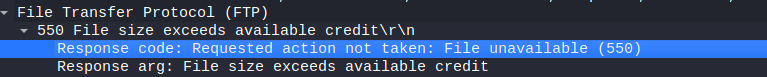 File Transfer Protocol (FTP)
550 File size exceeds available credit\r\n
Response code: Requested action not taken: File unavailable (550)
Response arg: File size exceeds available credit